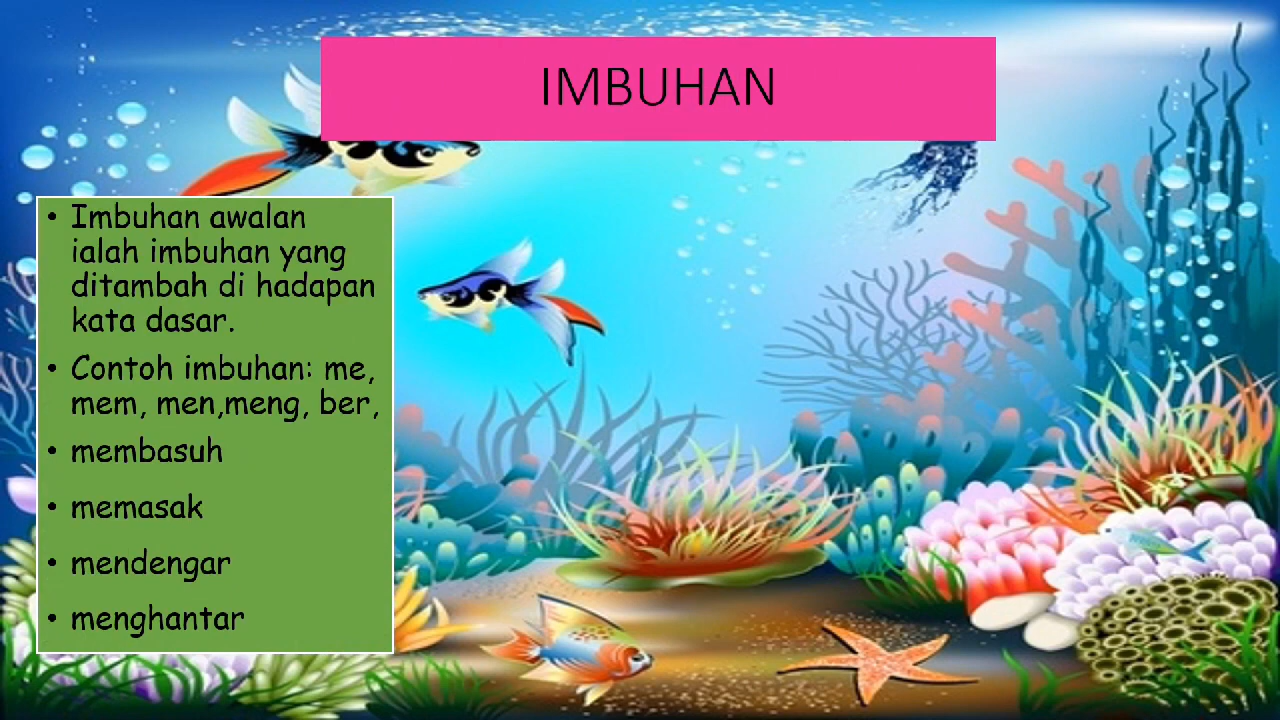 IMBUHAN
• Imbuhan awalan
ialah imbuhan yang
ditambah di hadapan
kata dasar.
• Contoh imbuhan: me,
mem, men,meng, ber,
• membasuh
• memasak
• mendengar
• menghantar